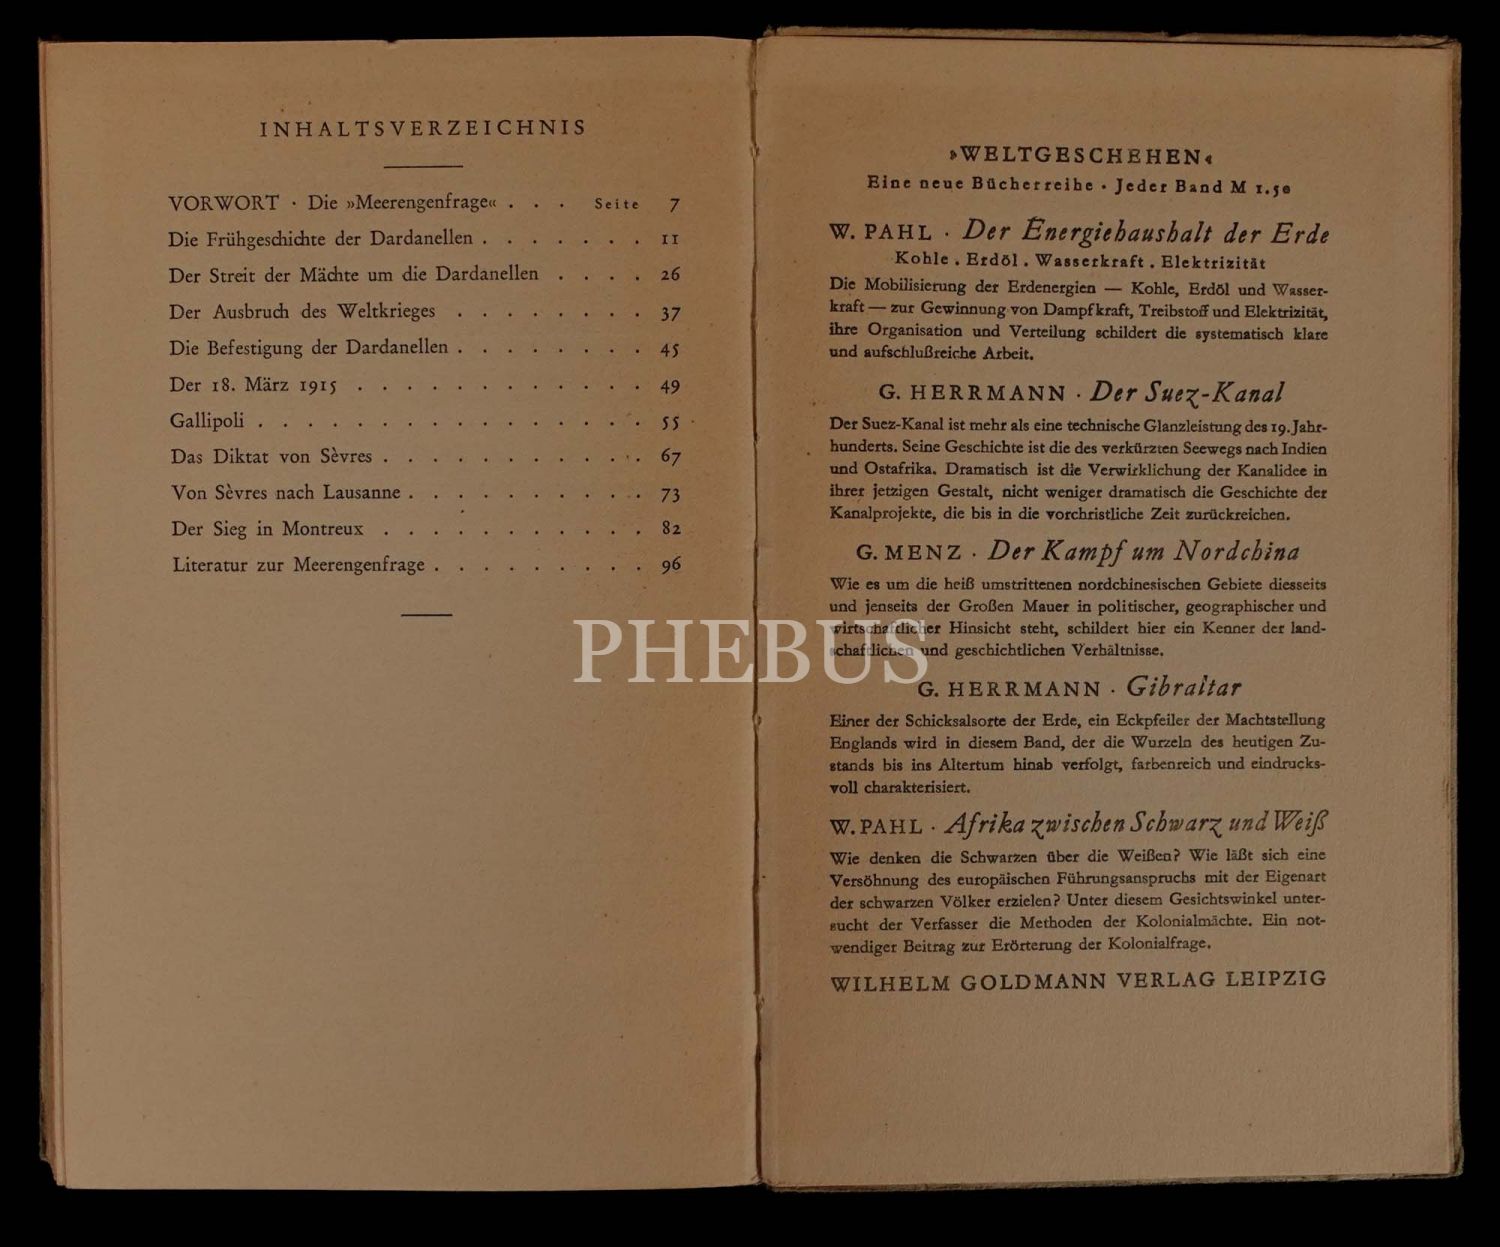 INHALTSVERZEICHNIS
VORWORT · Die »Meerengenfrage« . . . Seite 7
Die Frühgeschichte der Dardanellen . . . . . . . 11
Der Streit der Mächte um die Dardanellen . . . . 26
Der Ausbruch des Weltkrieges . . . . . . . . 37
Die Befestigung der Dardanellen . . . . . . . . 45
Der 18. März 1915 . . . . . . . . . . . . 49
Gallipoli . . . . . . . . . . . . . . . . 55
Das Diktat von Sèvres . . . . . . . . . . . 67
Von Sèvres nach Lausanne . . . . . . . . . . 73
Der Sieg in Montreux . . . . . . . . . . . 82
Literatur zur Meerengenfrage . . . . . . . . . 96
»WELTGESCHEHEN«
Eine neue Bücherreihe · Jeder Band M 1.50
W. PAHL · Der Energiehaushalt der Erde
Kohle . Erdöl . Wasserkraft . Elektrizität
Die Mobilisierung der Erdenergien — Kohle, Erdöl und Wasser-
kraft — zur Gewinnung von Dampfkraft, Treibstoff und Elektrizität,
ihre Organisation und Verteilung schildert die systematisch klare
und aufschlußreiche Arbeit.
G. HERRMANN · Der Suez-Kanal
Der Suez-Kanal ist mehr als eine technische Glanzleistung des 19. Jahr-
hunderts. Seine Geschichte ist die des verkürzten Seewegs nach Indien
und Ostafrika. Dramatisch ist die Verwirklichung der Kanalidee in
ihrer jetzigen Gestalt, nicht weniger dramatisch die Geschichte der
Kanalprojekte, die bis in die vorchristliche Zeit zurückreichen.
G. MENZ · Der Kampf um Nordchina
Wie es um die heiß umstrittenen nordchinesischen Gebiete diesseits
und jenseits der Großen Mauer in politischer, geographischer und
wirtschaftlicher Hinsicht steht, schildert hier ein Kenner der land-
schaftlichen und geschichtlichen Verhältnisse.
PHEBUS
G. HERRMANN · Gibraltar
Einer der Schicksalsorte der Erde, ein Eckpfeiler der Machtstellung
Englands wird in diesem Band, der die Wurzeln des heutigen Zu-
stands bis ins Altertum hinab verfolgt, farbenreich und eindrucks-
voll charakterisiert.
W. PAHL · Afrika zwischen Schwarz und Weiß
Wie denken die Schwarzen über die Weißen? Wie läßt sich eine
Versöhnung des europäischen Führungsanspruchs mit der Eigenart
der schwarzen Völker erzielen? Unter diesem Gesichtswinkel unter-
sucht der Verfasser die Methoden der Kolonialmächte. Ein not-
wendiger Beitrag zur Erörterung der Kolonialfrage.
WILHELM GOLDMANN VERLAG LEIPZIG